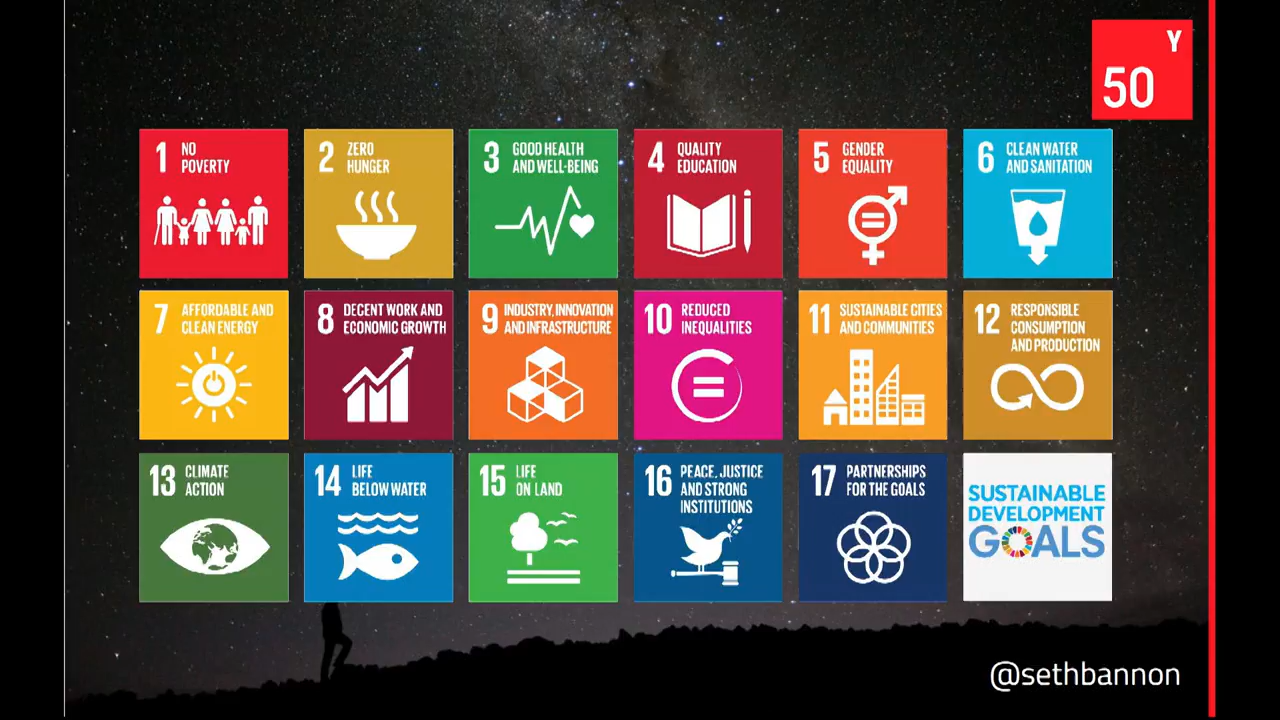 Y
50
1 NO
POVERTY
2 ZERO
HUNGER
3 GOOD HEALTH
AND WELL-BEING
4 QUALITY
EDUCATION
5 GENDER
EQUALITY
6 CLEAN WATER
AND SANITATION
7 AFFORDABLE AND
CLEAN ENERGY
8 DECENT WORK AND
ECONOMIC GROWTH
9 INDUSTRY, INNOVATION
AND INFRASTRUCTURE
10 REDUCED
INEQUALITIES
11 SUSTAINABLE CITIES
AND COMMUNITIES
12 RESPONSIBLE
CONSUMPTION
AND PRODUCTION
13 CLIMATE
ACTION
14 LIFE
BELOW WATER
15 LIFE
ON LAND
16 PEACE, JUSTICE
AND STRONG
INSTITUTIONS
17 PARTNERSHIPS
FOR THE GOALS
SUSTAINABLE
DEVELOPMENT
GOALS
@sethbannon